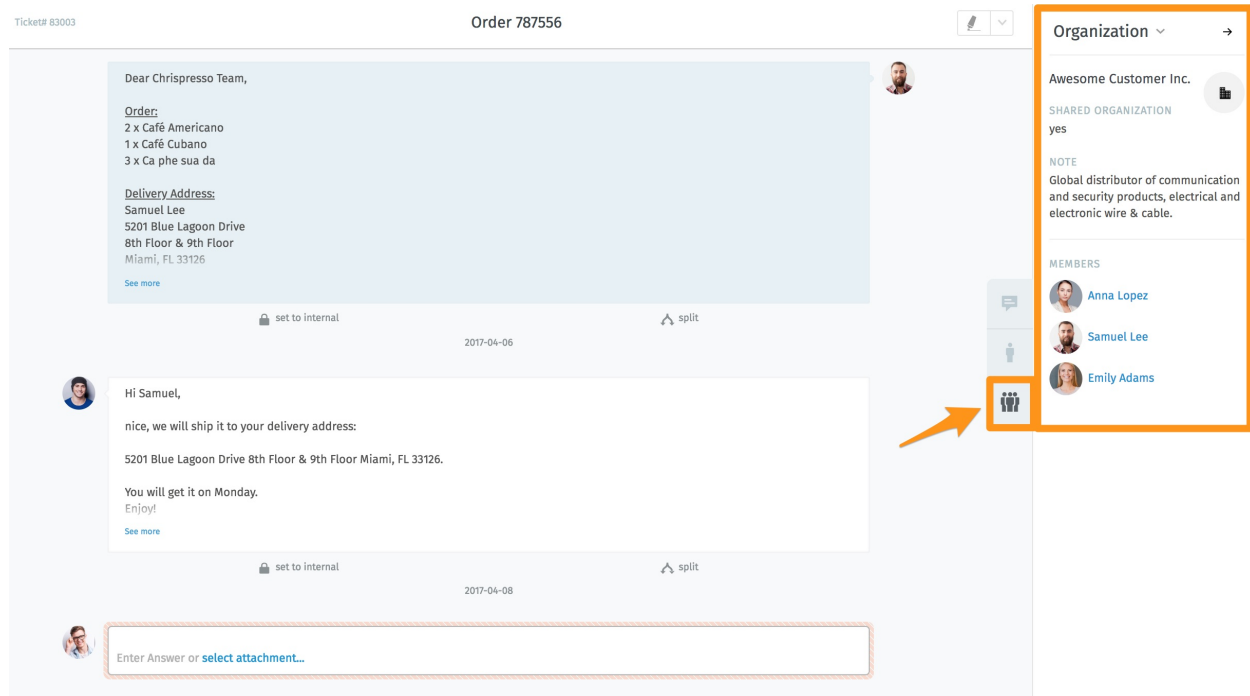 Ticket# 83003
Order 787556
Dear Chrispresso Team,
Order:
2 x Café Americano
1 x Café Cubano
3 x Ca phe sua da
Delivery Address:
Samuel Lee
5201 Blue Lagoon Drive
8th Floor & 9th Floor
Miami, FL 33126
See more
set to internal
split
2017-04-06
Hi Samuel,
nice, we will ship it to your delivery address:
5201 Blue Lagoon Drive 8th Floor & 9th Floor Miami, FL 33126.
You will get it on Monday.
Enjoy!
See more
set to internal
split
2017-04-08
Enter Answer or select attachment...
Organization
Awesome Customer Inc.
SHARED ORGANIZATION
yes
NOTE
Global distributor of communication
and security products, electrical and
electronic wire & cable.
MEMBERS
Anna Lopez
Samuel Lee
Emily Adams